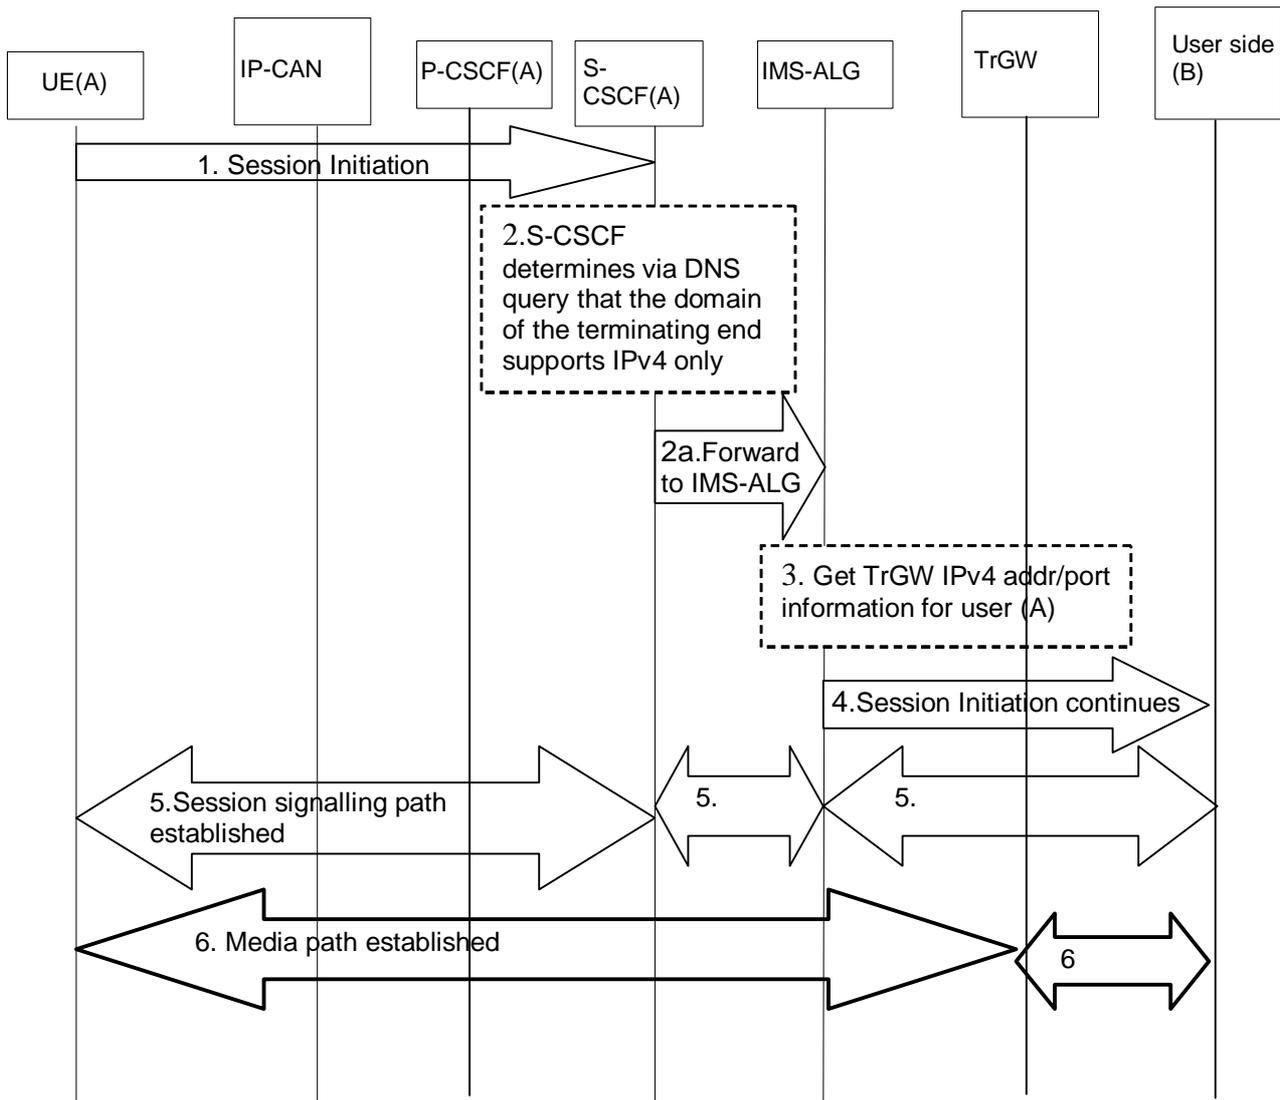 UE(A)
IP-CAN
P-CSCF(A)
S-
CSCF(A)
IMS-ALG
TrGW
User side
(B)
1. Session Initiation
2.S-CSCF
determines via DNS
query that the domain
of the terminating end
supports IPv4 only
2a.Forward
to IMS-ALG
3. Get TrGW IPv4 addr/port
information for user (A)
4.Session Initiation continues
5.Session signalling path
established
5.
5.
6. Media path established
6